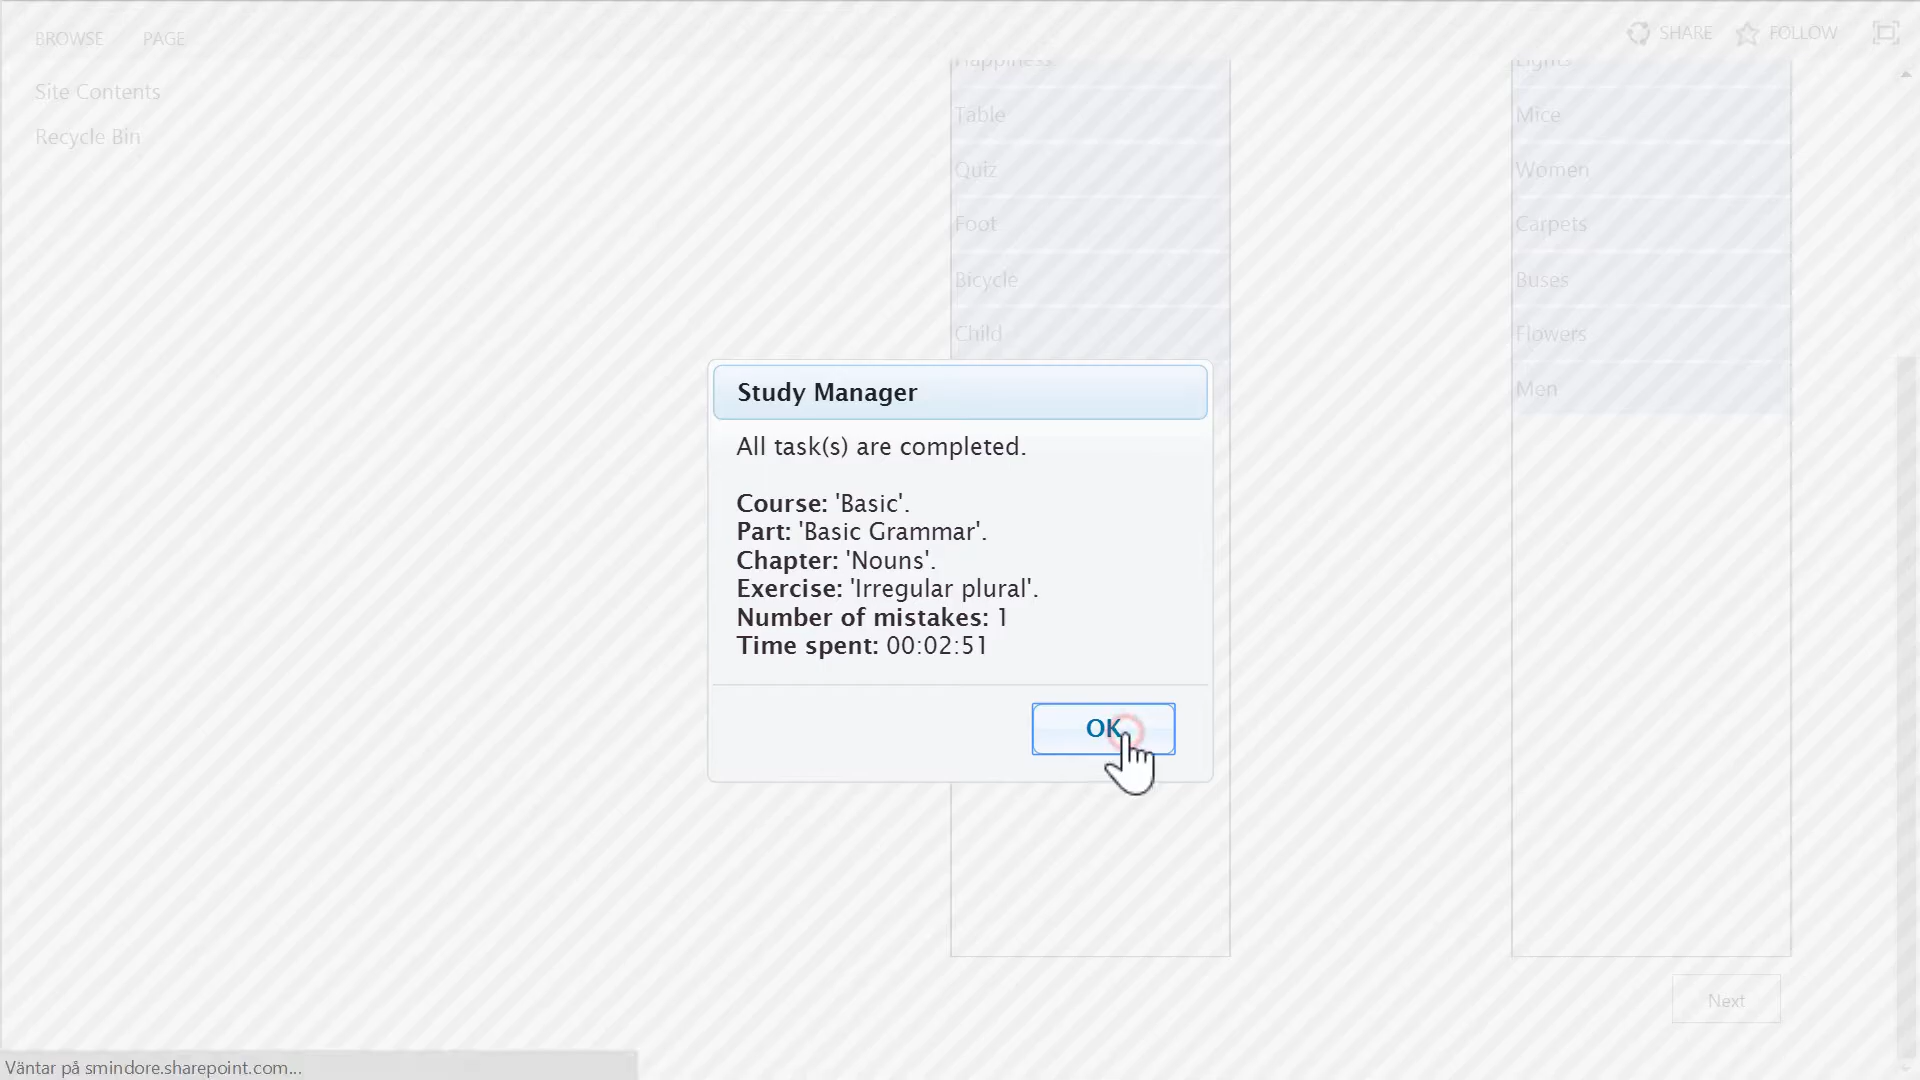 BROWSE PAGE
SHARE FOLLOW
Site Contents
Recycle Bin
Happiness
Table
Quiz
Foot
Bicycle
Child
Lights
Mice
Women
Carpets
Buses
Flowers
Men
Study Manager
All task(s) are completed.
Course: 'Basic'.
Part: 'Basic Grammar'.
Chapter: 'Nouns'.
Exercise: 'Irregular plural'.
Number of mistakes: 1
Time spent: 00:02:51
OK
Next
Väntar på smindore.sharepoint.com...